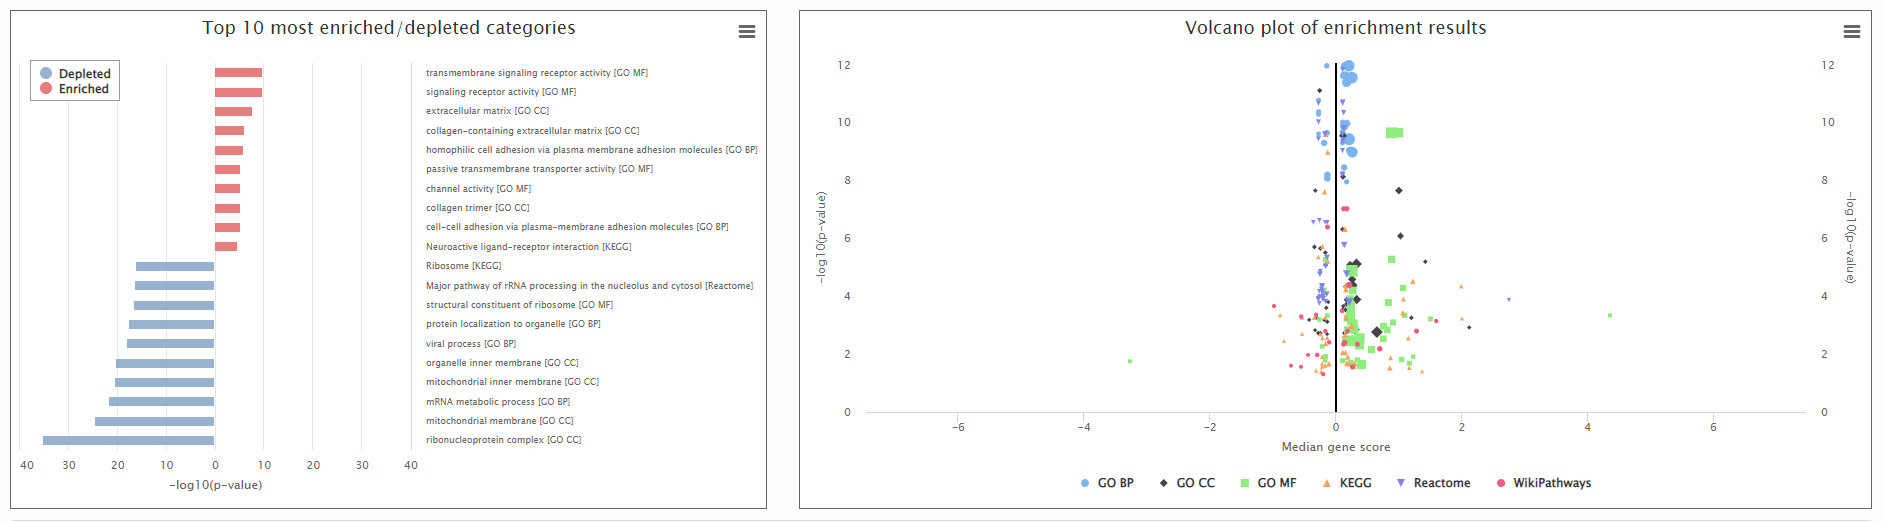 Top 10 most enriched/depleted categories
Depleted
Enriched
transmembrane signaling receptor activity [GO MF]
signaling receptor activity [GO MF]
extracellular matrix [GO CC]
collagen-containing extracellular matrix [GO CC]
homophilic cell adhesion via plasma membrane adhesion molecules [GO BP]
passive transmembrane transporter activity [GO MF]
channel activity [GO MF]
collagen trimer [GO CC]
cell-cell adhesion via plasma-membrane adhesion molecules [GO BP]
Neuroactive ligand-receptor interaction [KEGG]
Ribosome [KEGG]
Major pathway of rRNA processing in the nucleolus and cytosol [Reactome]
structural constituent of ribosome [GO MF]
protein localization to organelle [GO BP]
viral process [GO BP]
organelle inner membrane [GO CC]
mitochondrial inner membrane [GO CC]
mRNA metabolic process [GO BP]
mitochondrial membrane [GO CC]
ribonucleoprotein complex [GO CC]
40 30 20 10 0 10 20 30 40
-log10(p-value)
Volcano plot of enrichment results
12 12
10 10
8 8
6 6
4 4
2 2
0 0
-log10(p-value)
-log10(p-value)
-6 -4 -2 0 2 4 6
Median gene score
GO BP GO CC GO MF KEGG Reactome WikiPathways